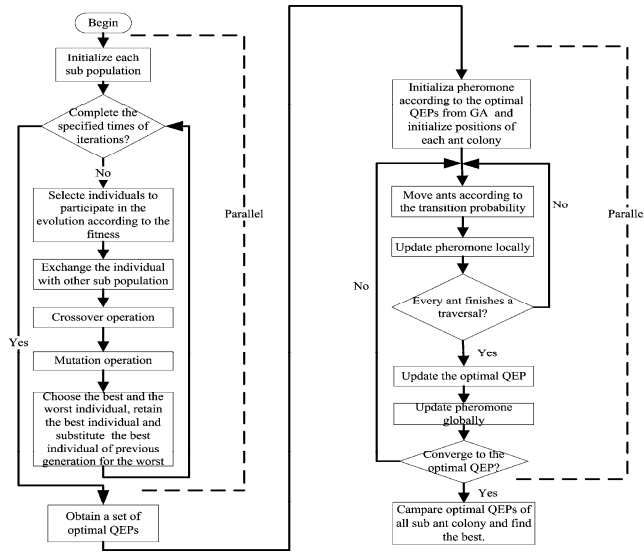 Begin
Initialize each
sub population
Complete the
specified times of
iterations?
No
Selecte individuals to
participate in the
evolution according to the
fitness
Exchange the individual
with other sub population
Crossover operation
Yes
Mutation operation
Choose the best and the
worst individual, retain
the best individual and
substitute the best
individual of previous
generation for the worst
Obtain a set of
optimal QEPs
Parallel
Initializa pheromone
according to the optimal
QEPs from GA and
initialize positions of
each ant colony
Move ants according to
the transition probability
No
Update pheromone locally
No
Every ant finishes a
traversal?
Yes
Update the optimal QEP
Update pheromone
globally
Converge to the
optimal QEP?
Yes
Campare optimal QEPs of
all sub ant colony and find
the best.
Paralle